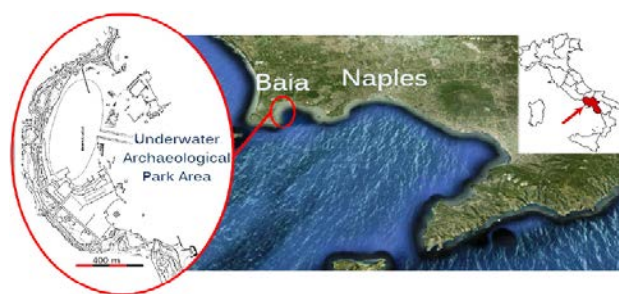 Baia
Naples
Underwater
Archaeological
Park Area
400 m